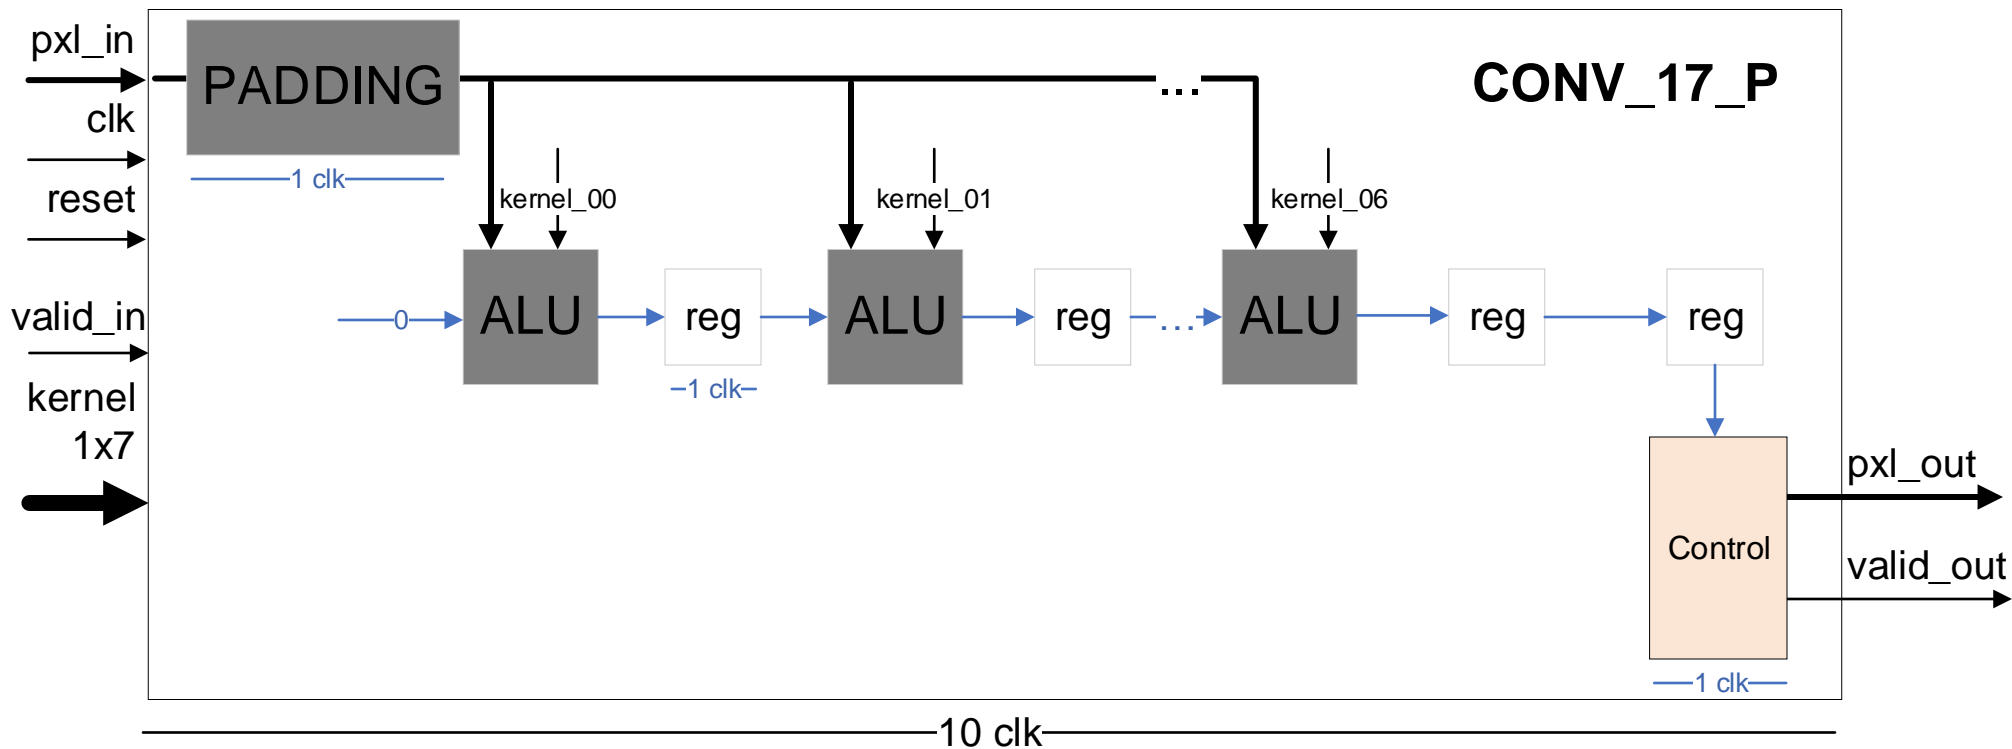 pxl_in
PADDING
...
CONV_17_P
clk
1 clk
reset
kernel_00
kernel_01
kernel_06
valid_in
0
ALU
reg
ALU
reg
...
ALU
reg
reg
1 clk
kernel
1x7
pxl_out
Control
valid_out
1 clk
10 clk